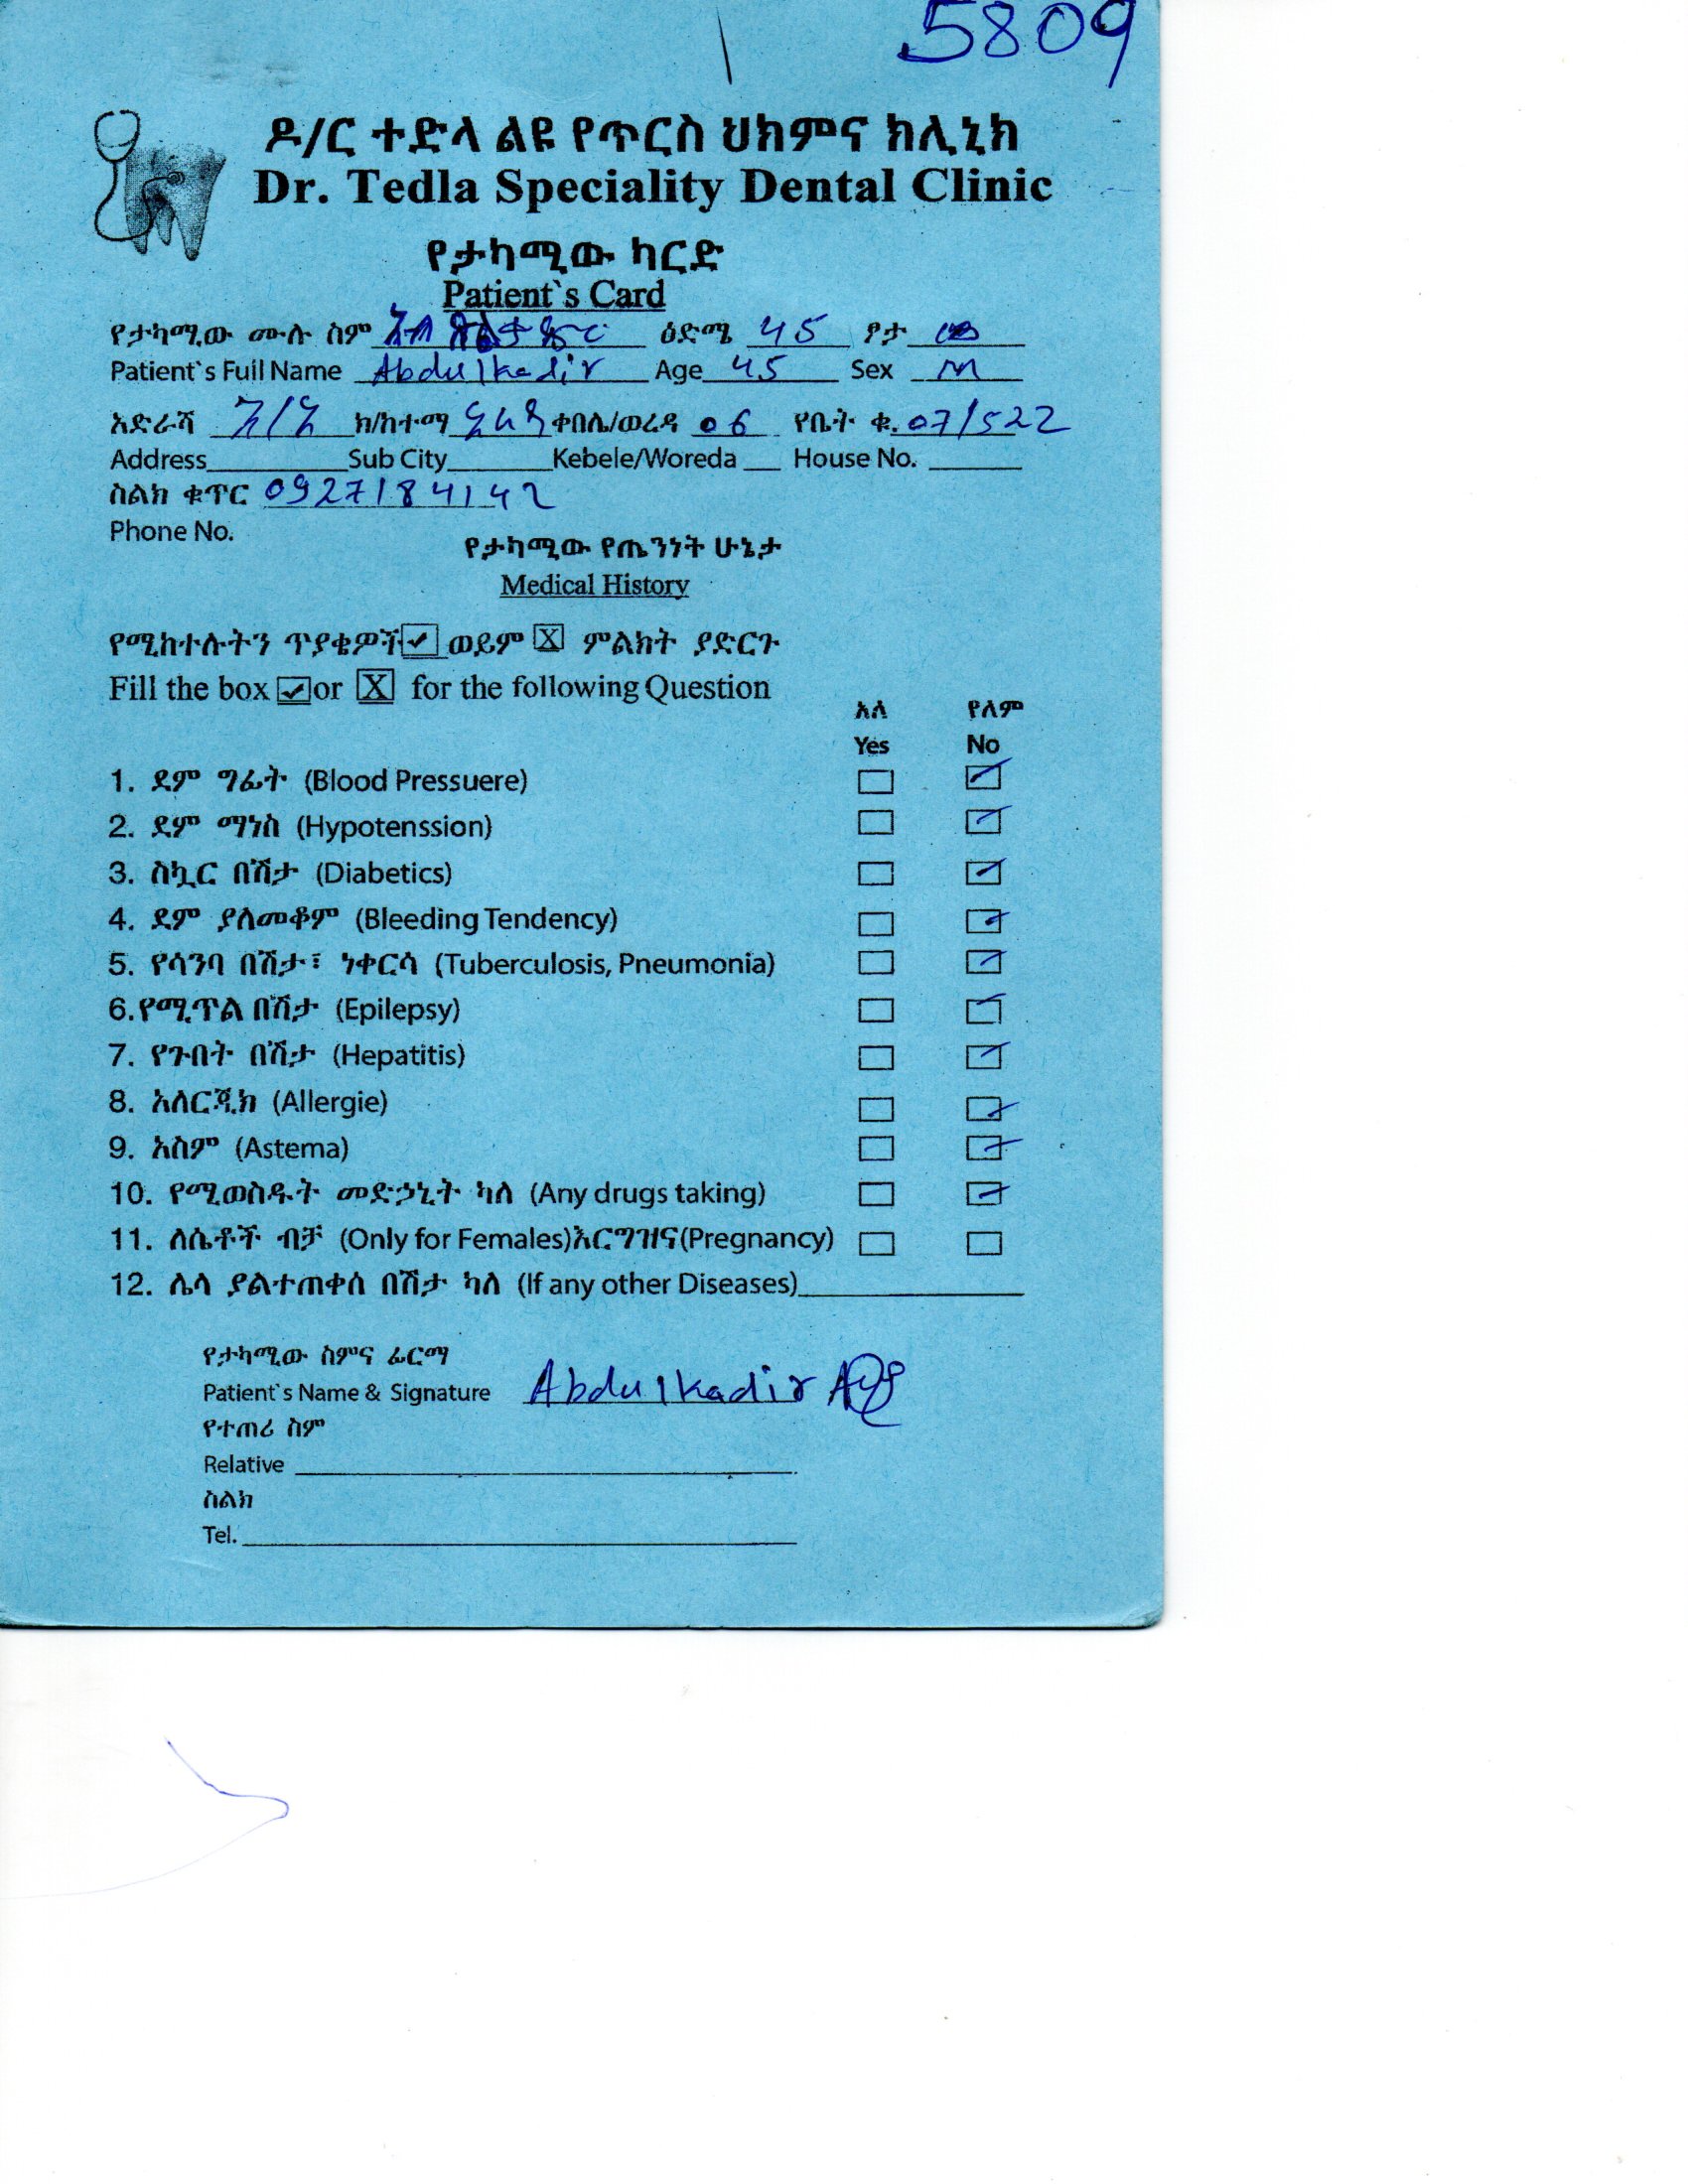 5809
ዶ/ር ተድላ ልዩ የጥርስ ህክምና ክሊኒክ
Dr. Tedla Speciality Dental Clinic
የታካሚው ካርድ
Patient`s Card
የታካሚው ሙሉ ስም ዕድሜ 45 ፆታ
Patient`s Full Name Abdulkadir Age 45 Sex M
አድራሻ ክ/ከተማ ቀበሌ/ወረዳ 06 የቤት ቁ. 07/522
Address Sub City Kebele/Woreda House No.
ስልክ ቁጥር 0927184142
Phone No.
የታካሚው የጤንነት ሁኔታ
Medical History
የሚከተሉትን ጥያቄዎች ✓ ወይም X ምልክት ያድርጉ
Fill the box ✓ or X for the following Question
አለ የለም
Yes No
1. ደም ግፊት (Blood Pressuere)
2. ደም ማነስ (Hypotenssion)
3. ስኳር በሽታ (Diabetics)
4. ደም ያለመቆም (Bleeding Tendency)
5. የሳንባ በሽታ፣ ነቀርሳ (Tuberculosis, Pneumonia)
6.የሚጥል በሽታ (Epilepsy)
7. የጉበት በሽታ (Hepatitis)
8. አለርጂክ (Allergie)
9. አስም (Astema)
10. የሚወስዱት መድኃኒት ካለ (Any drugs taking)
11. ለሴቶች ብቻ (Only for Females)እርግዝና(Pregnancy)
12. ሌላ ያልተጠቀሰ በሽታ ካለ (If any other Diseases)
የታካሚው ስምና ፊርማ
Patient`s Name & Signature Abdulkadir
የተጠሪ ስም
Relative
ስልክ
Tel.